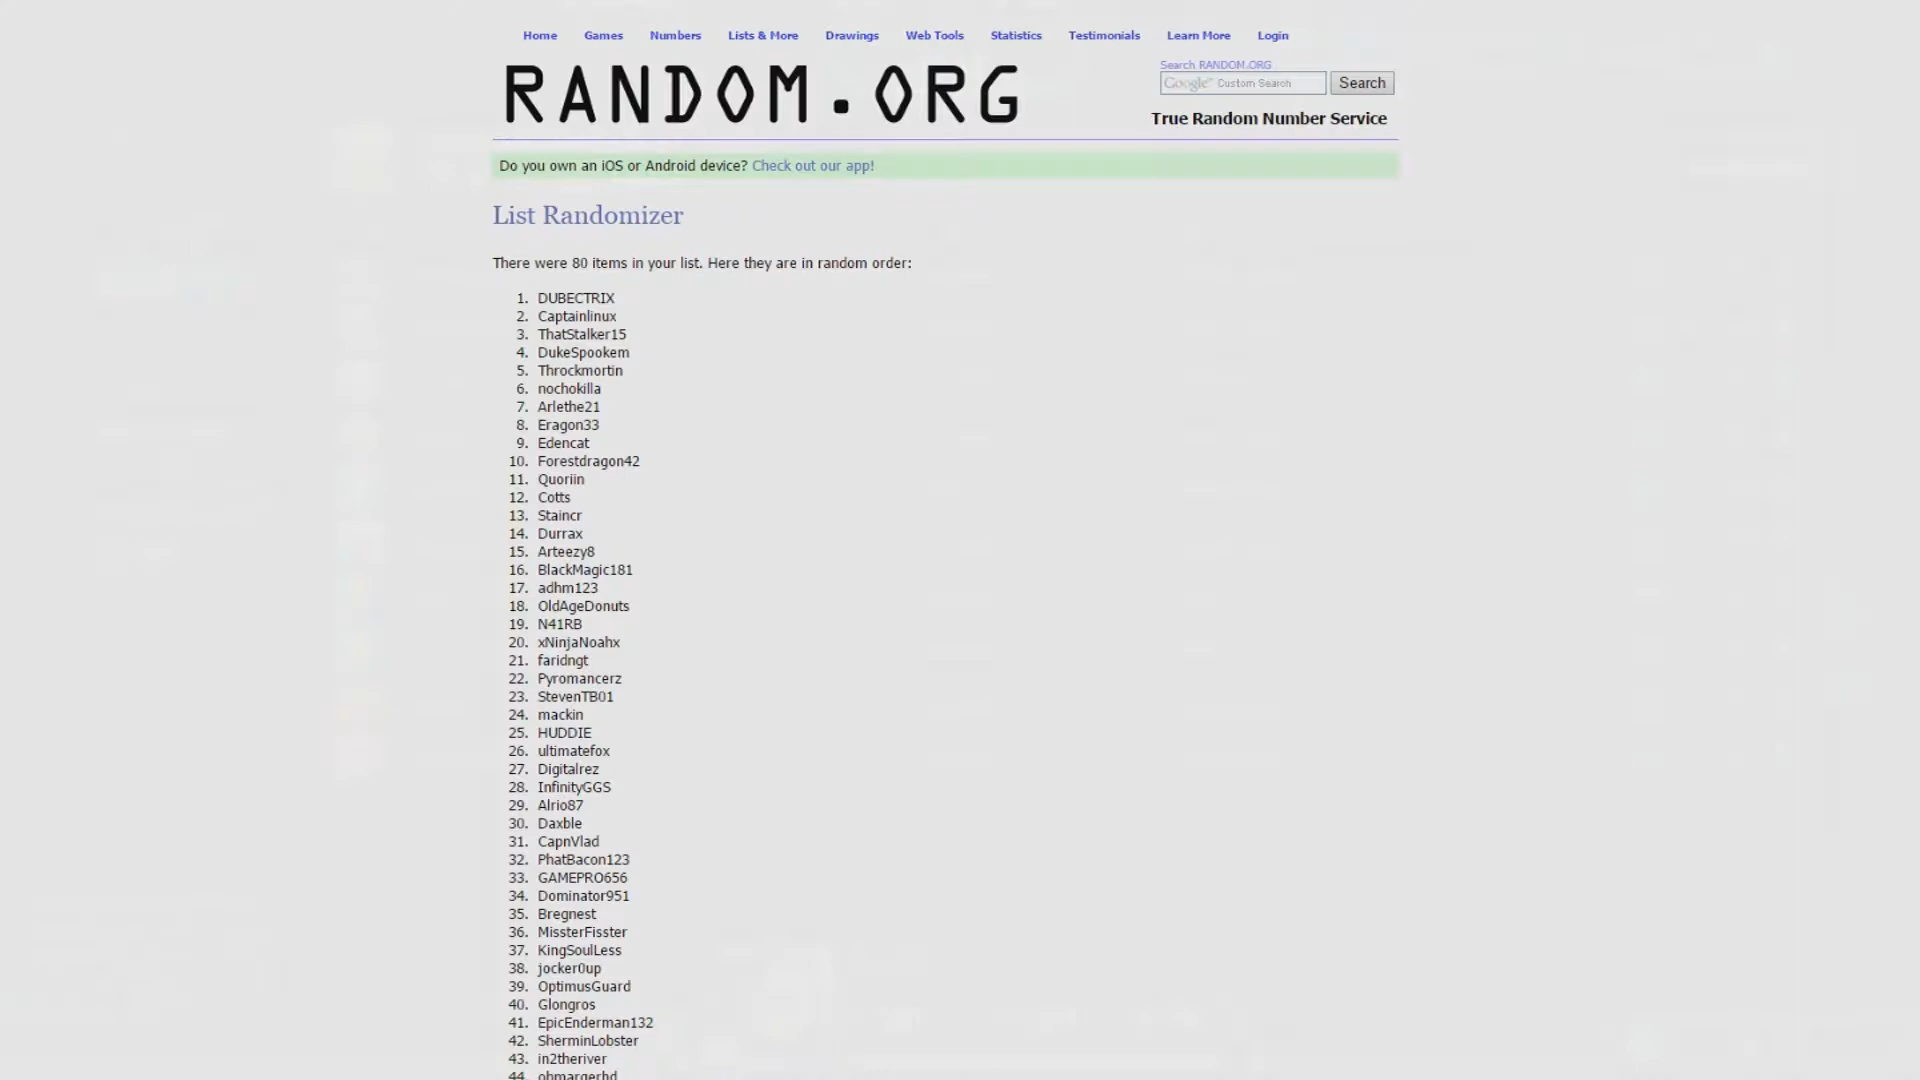 Home Games Numbers Lists & More Drawings Web Tools Statistics Testimonials Learn More Login
RANDOM.ORG
Search RANDOM.ORG
Google™ Custom Search Search
True Random Number Service
Do you own an iOS or Android device? Check out our app!
List Randomizer
There were 80 items in your list. Here they are in random order:
1. DUBECTRIX
2. Captainlinux
3. ThatStalker15
4. DukeSpookem
5. Throckmortin
6. nochokilla
7. Arlethe21
8. Eragon33
9. Edencat
10. Forestdragon42
11. Quoriin
12. Cotts
13. Staincr
14. Durrax
15. Arteezy8
16. BlackMagic181
17. adhm123
18. OldAgeDonuts
19. N41RB
20. xNinjaNoahx
21. faridngt
22. Pyromancerz
23. StevenTB01
24. mackin
25. HUDDIE
26. ultimatefox
27. Digitalrez
28. InfinityGGS
29. Alrio87
30. Daxble
31. CapnVlad
32. PhatBacon123
33. GAMEPRO656
34. Dominator951
35. Bregnest
36. MissterFisster
37. KingSoulLess
38. jocker0up
39. OptimusGuard
40. Glongros
41. EpicEnderman132
42. SherminLobster
43. in2theriver
44.